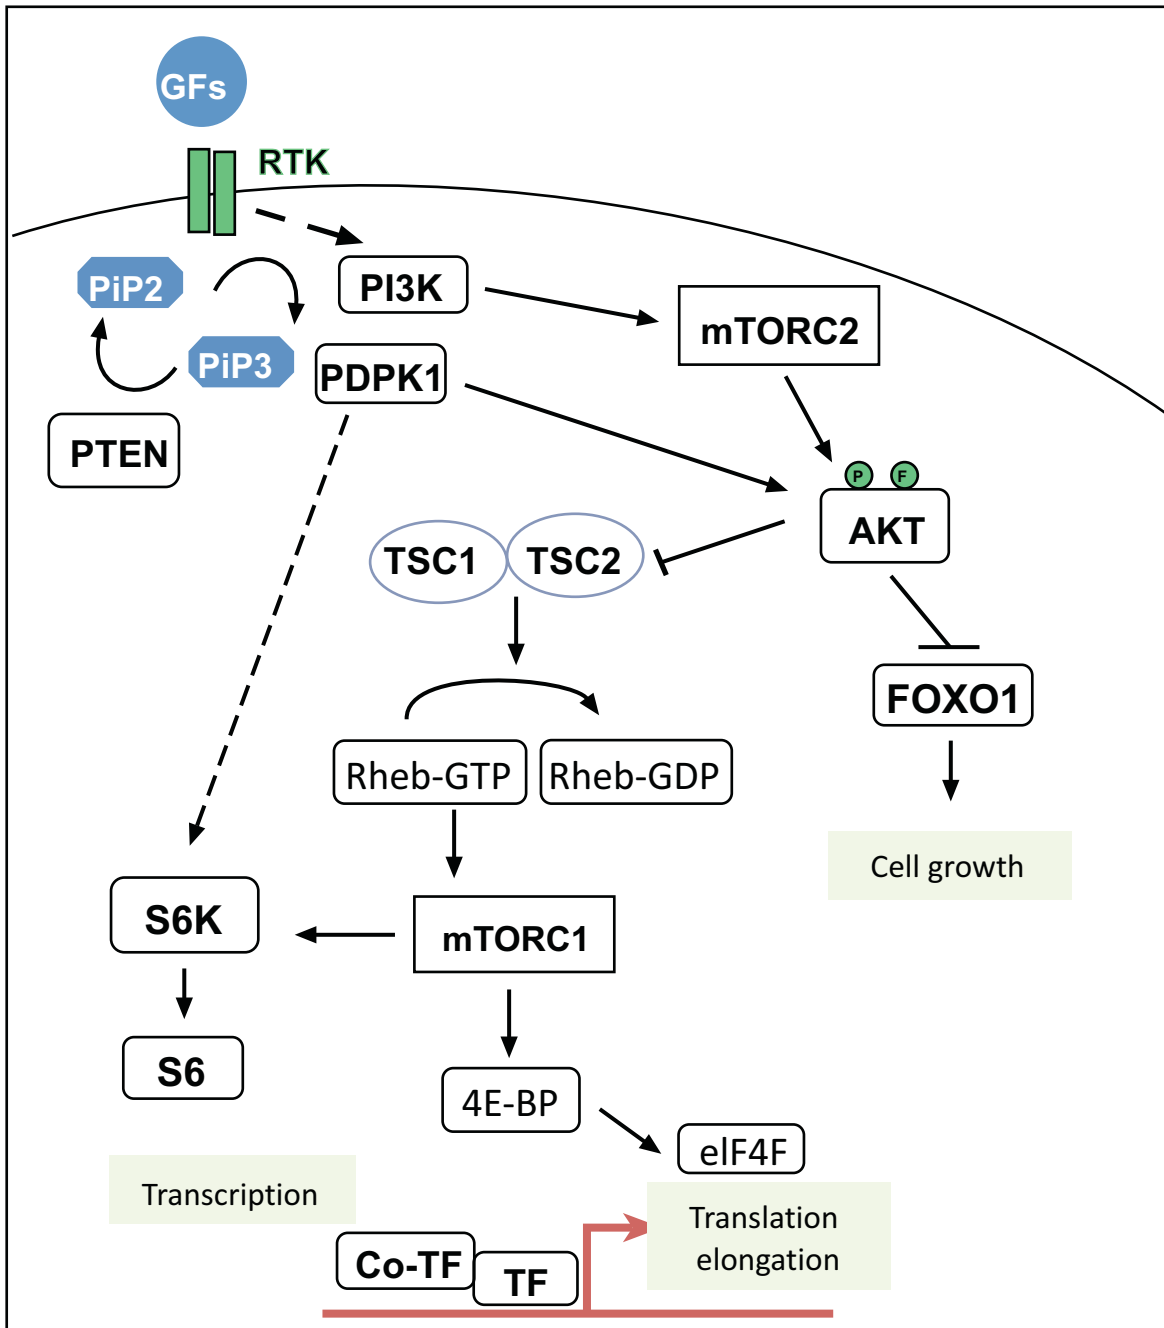 GFs
RTK
PiP2
PI3K
mTORC2
PiP3
PDPK1
PTEN
P
F
AKT
TSC1
TSC2
FOXO1
Rheb-GTP
Rheb-GDP
Cell growth
S6K
mTORC1
S6
4E-BP
elF4F
Transcription
Translation
elongation
Co-TF
TF